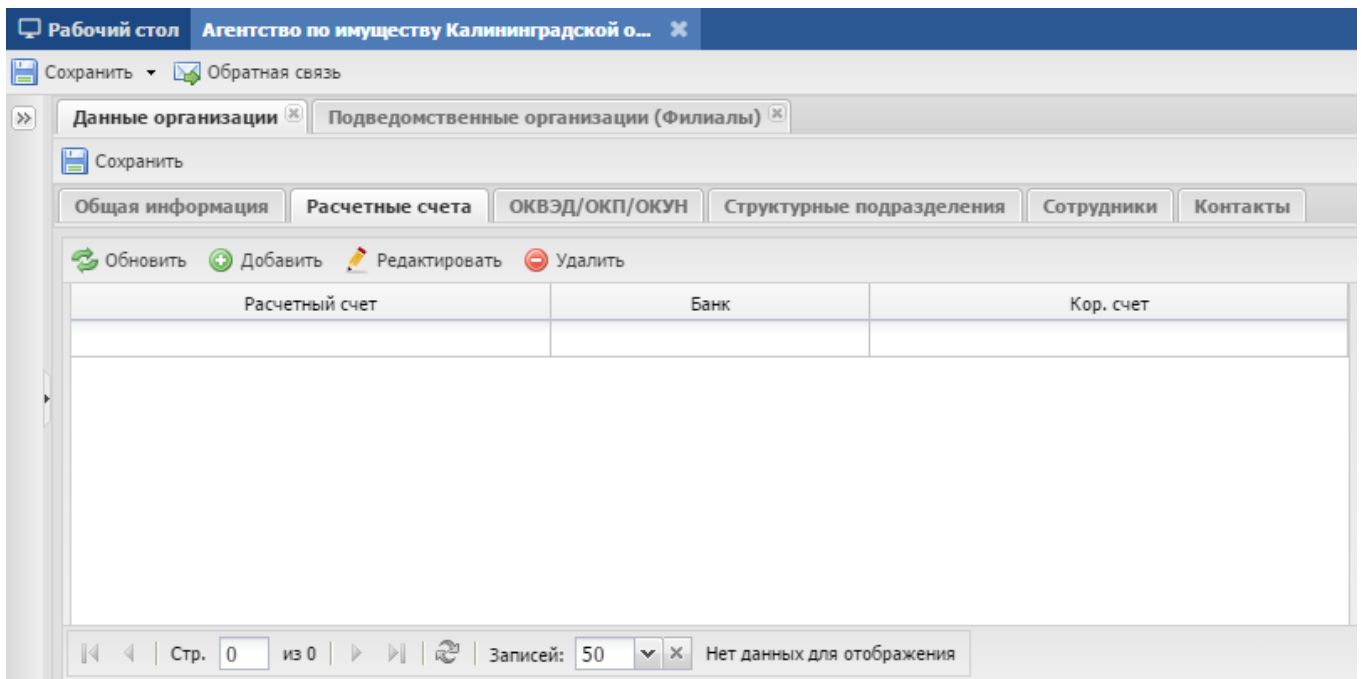 Рабочий стол Агентство по имуществу Калининградской о...
Сохранить Обратная связь
Данные организации Подведомственные организации (Филиалы)
Сохранить
Общая информация Расчетные счета ОКВЭД/ОКП/ОКУН Структурные подразделения Сотрудники Контакты
Обновить Добавить Редактировать Удалить
Расчетный счет Банк Кор. счет
Стр. 0 из 0 Записей: 50 Нет данных для отображения